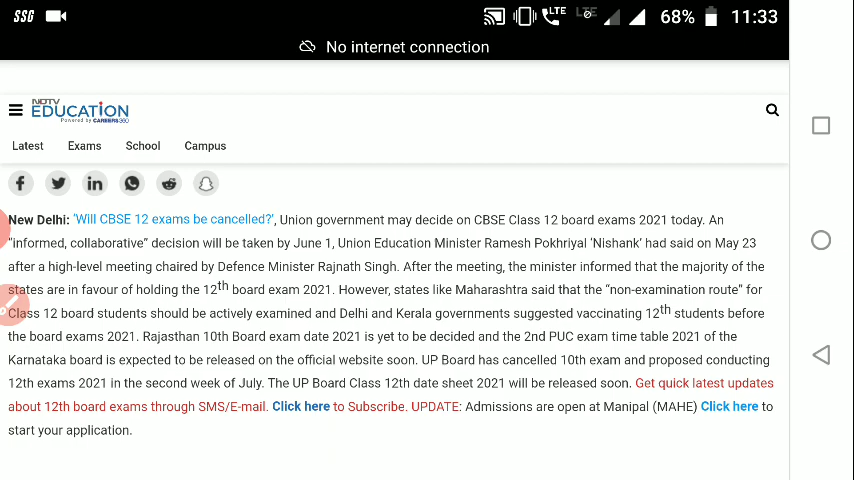 SSG LTE LTE 68% 11:33
No internet connection
NDTV
EDUCATION
Powered by CAREERS360
Latest Exams School Campus
New Delhi: 'Will CBSE 12 exams be cancelled?', Union government may decide on CBSE Class 12 board exams 2021 today. An
"informed, collaborative" decision will be taken by June 1, Union Education Minister Ramesh Pokhriyal 'Nishank' had said on May 23
after a high-level meeting chaired by Defence Minister Rajnath Singh. After the meeting, the minister informed that the majority of the
states are in favour of holding the 12th board exam 2021. However, states like Maharashtra said that the "non-examination route" for
Class 12 board students should be actively examined and Delhi and Kerala governments suggested vaccinating 12th students before
the board exams 2021. Rajasthan 10th Board exam date 2021 is yet to be decided and the 2nd PUC exam time table 2021 of the
Karnataka board is expected to be released on the official website soon. UP Board has cancelled 10th exam and proposed conducting
12th exams 2021 in the second week of July. The UP Board Class 12th date sheet 2021 will be released soon. Get quick latest updates
about 12th board exams through SMS/E-mail. Click here to Subscribe. UPDATE: Admissions are open at Manipal (MAHE) Click here to
start your application.